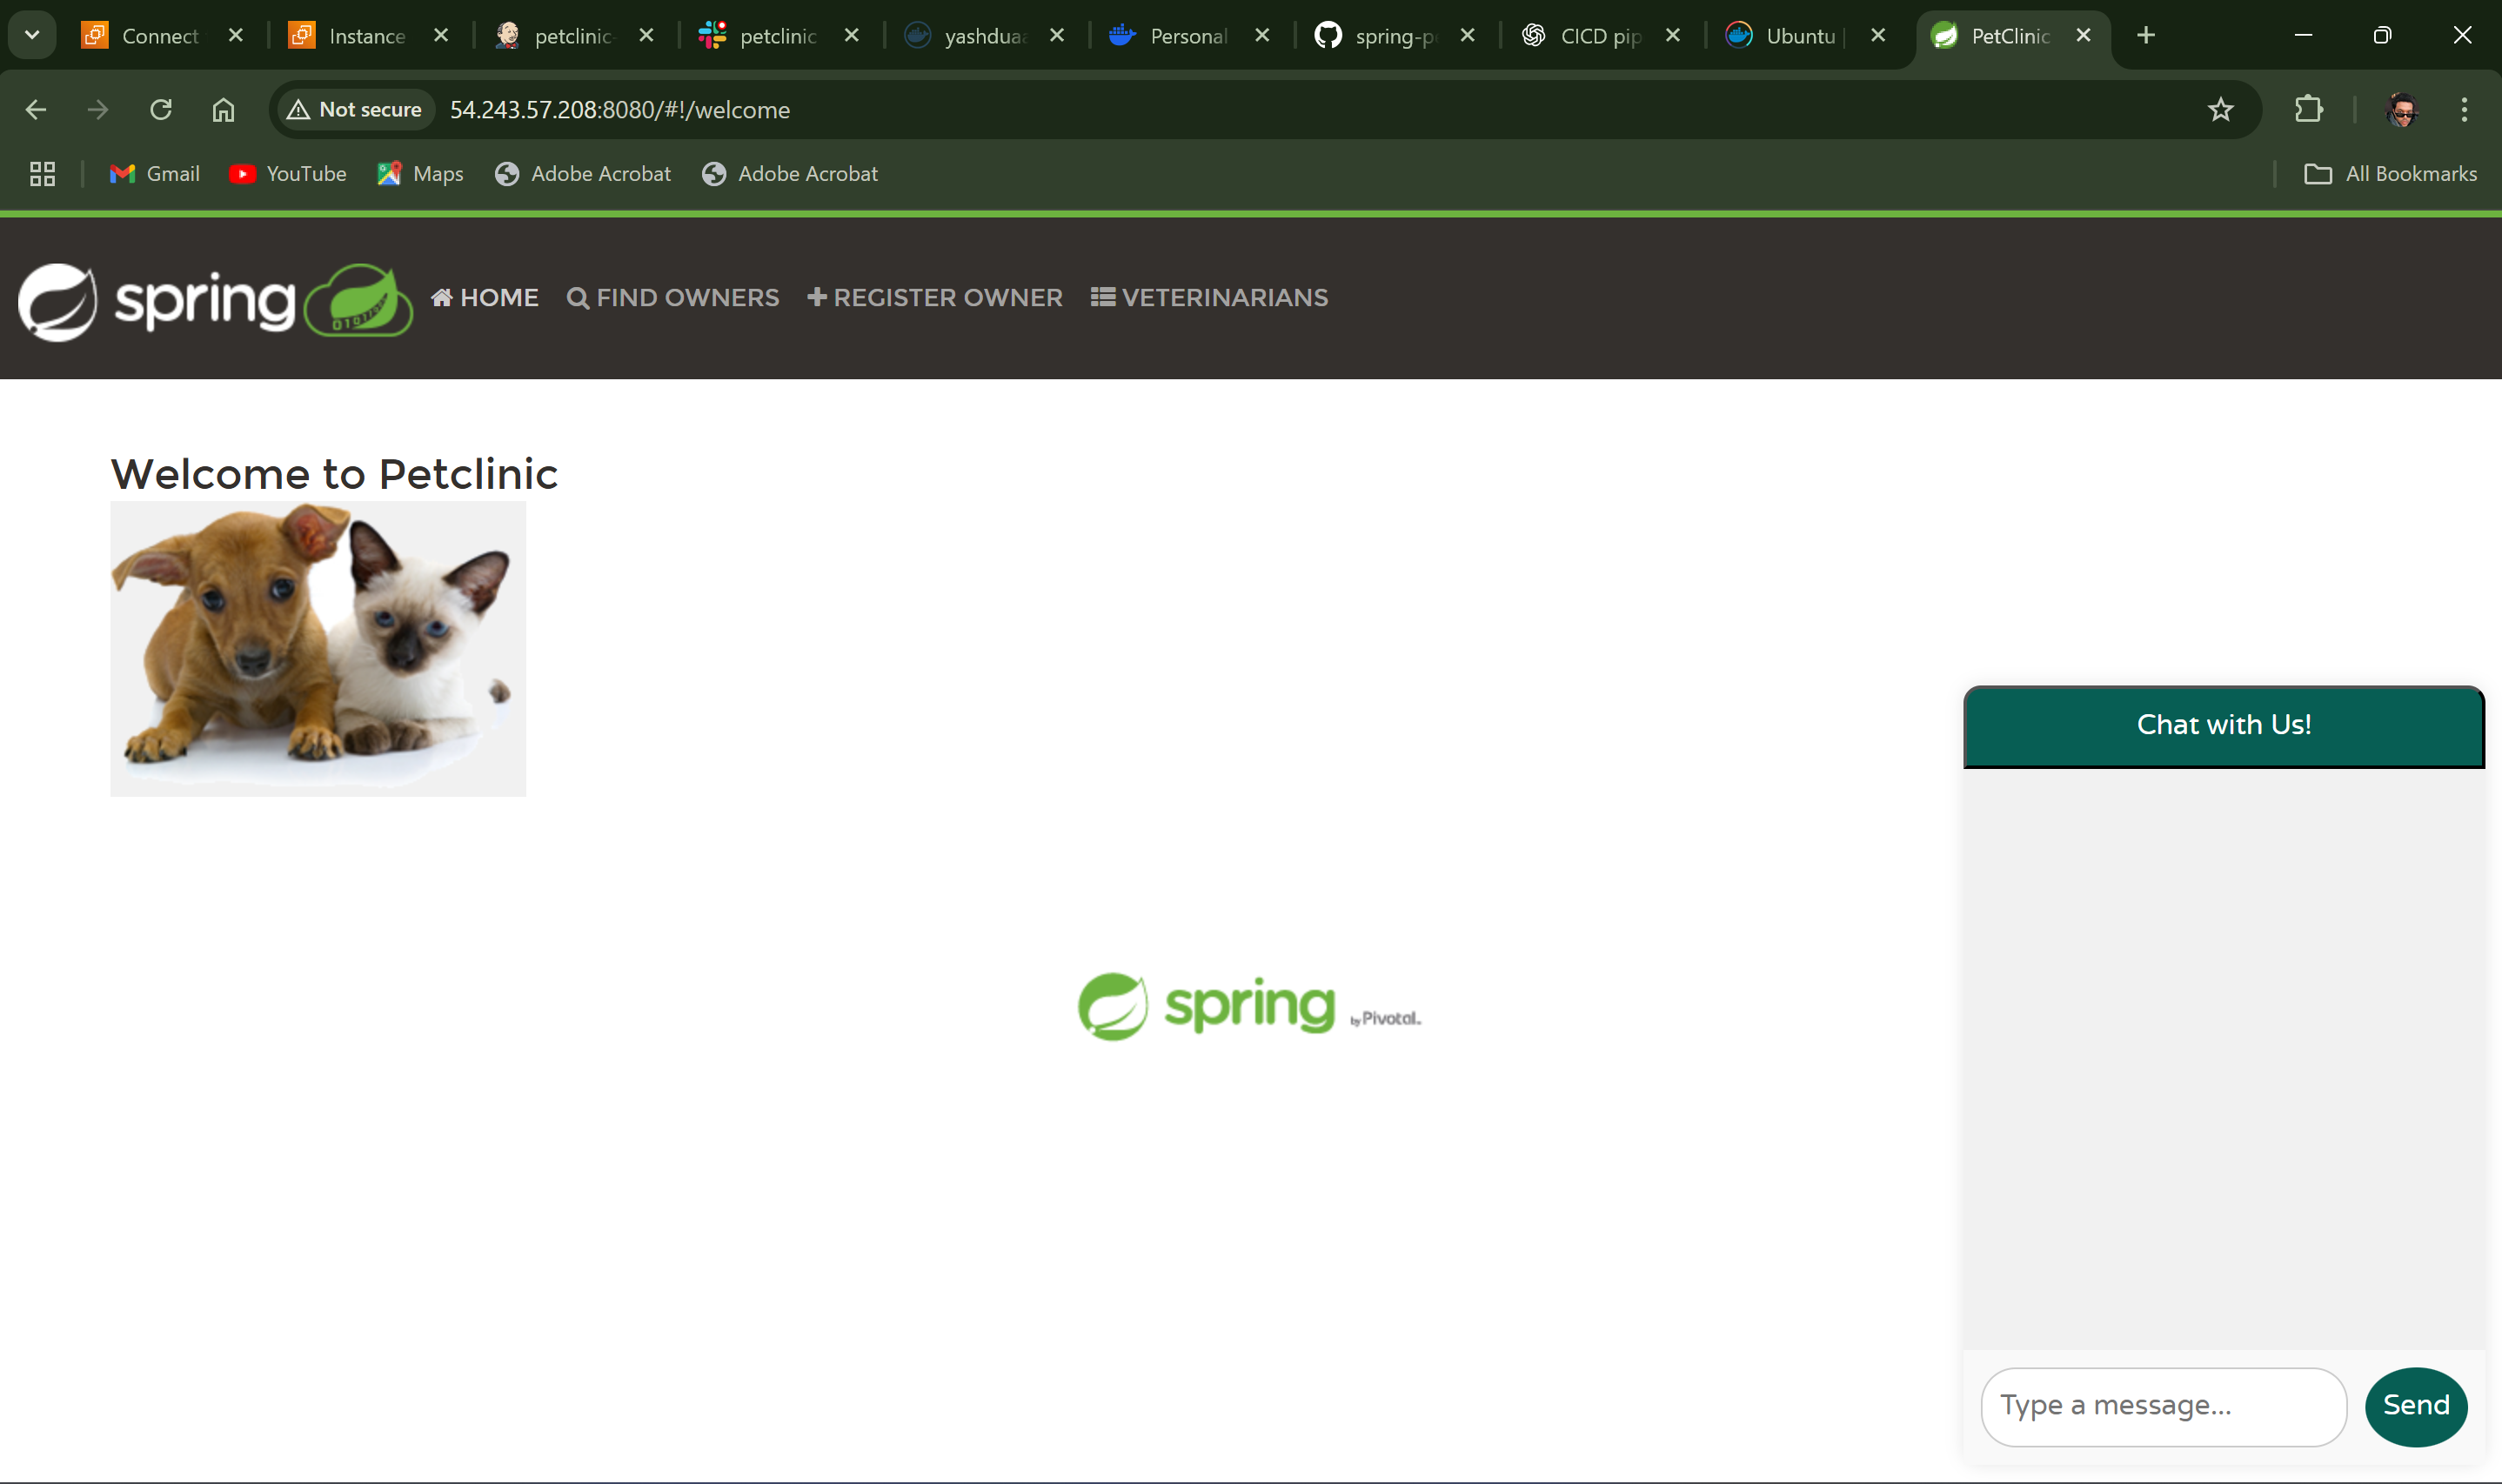 Connect Instance petclinic- petclinic yashduaa Personal spring-pe CICD pip Ubuntu | PetClinic
Not secure 54.243.57.208:8080/#!/welcome
Gmail YouTube Maps Adobe Acrobat Adobe Acrobat All Bookmarks
spring HOME FIND OWNERS REGISTER OWNER VETERINARIANS
Welcome to Petclinic
Chat with Us!
spring by Pivotal
Type a message... Send